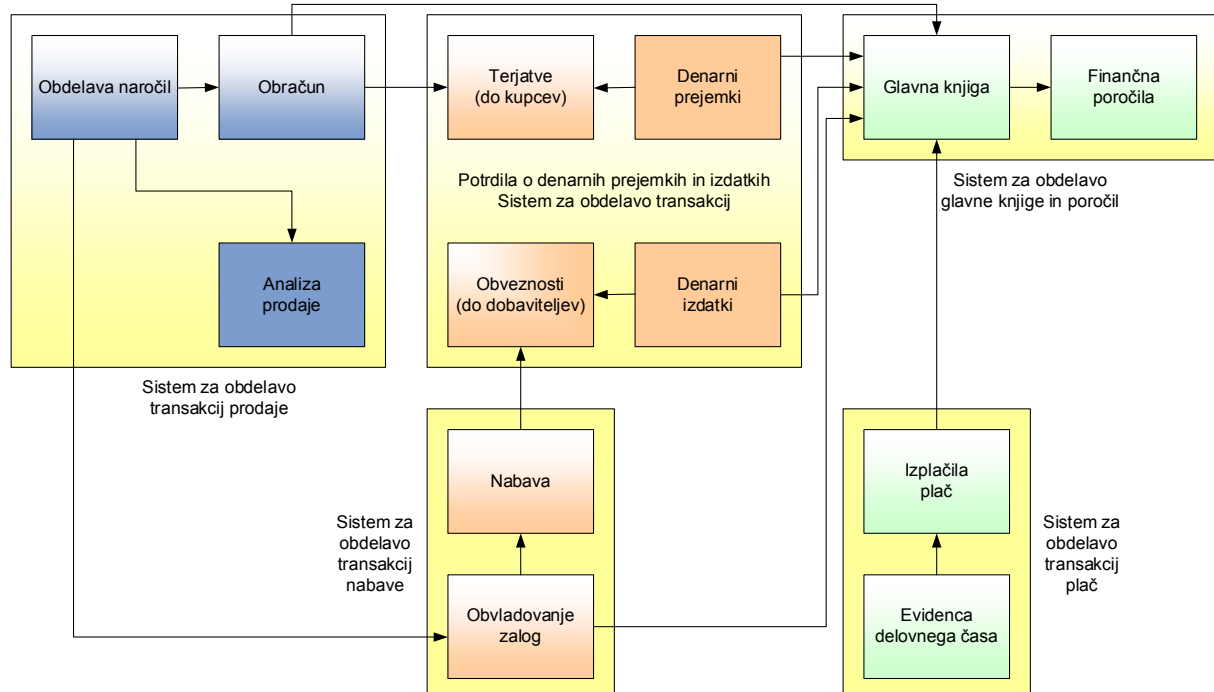 Obdelava naročil
Obračun
Analiza
prodaje
Sistem za obdelavo
transakcij prodaje
Terjatve
(do kupcev)
Denarni
prejemki
Potrdila o denarnih prejemkih in izdatkih
Sistem za obdelavo transakcij
Obveznosti
(do dobaviteljev)
Denarni
izdatki
Glavna knjiga
Finančna
poročila
Sistem za obdelavo
glavne knjige in poročil
Nabava
Sistem za
obdelavo
transakcij
nabave
Obvladovanje
zalog
Izplačila
plač
Sistem za
obdelavo
transakcij
plač
Evidenca
delovnega časa